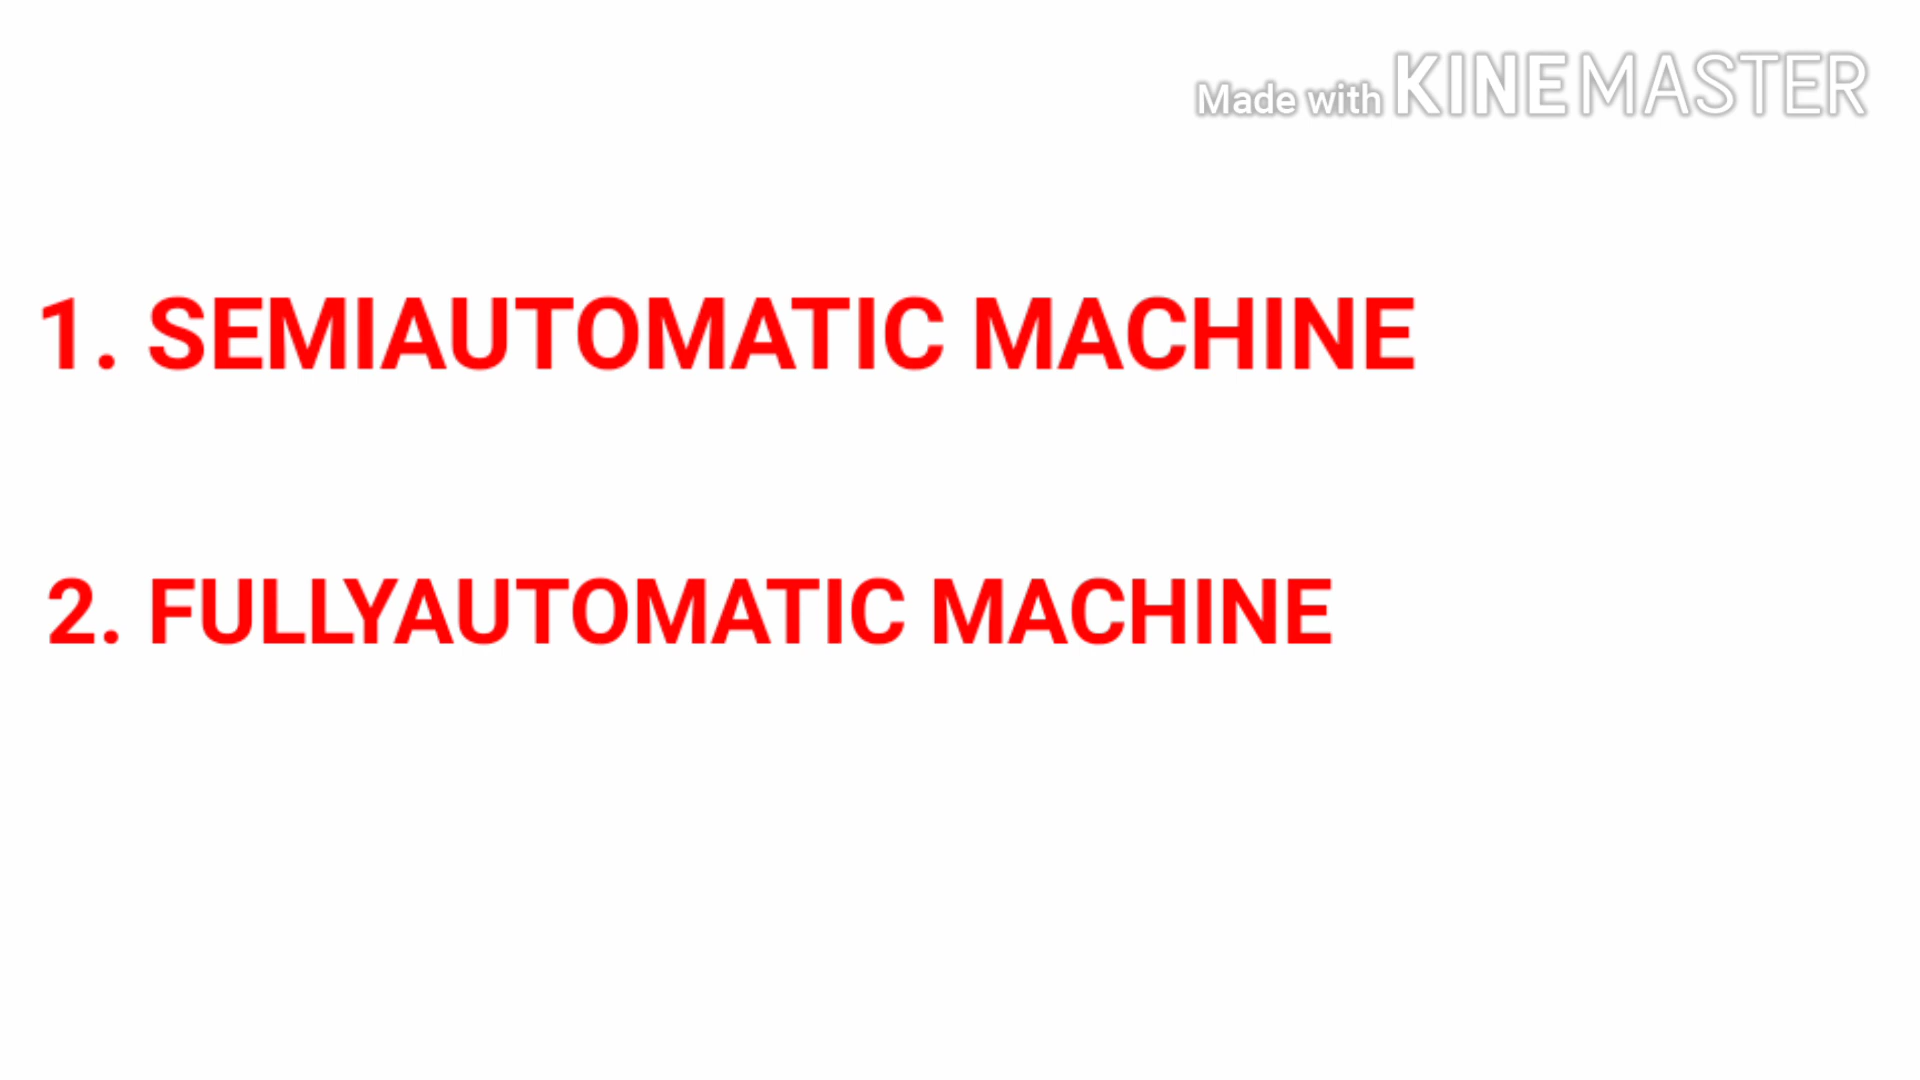 Made with KINEMASTER
1. SEMIAUTOMATIC MACHINE
2. FULLYAUTOMATIC MACHINE